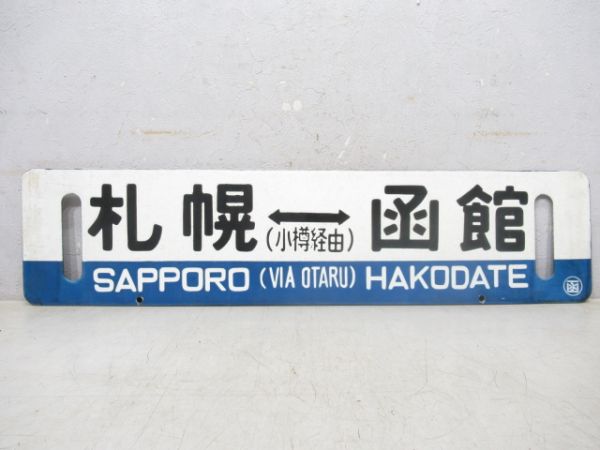 札幌 ↔ 函館
(小樽経由)
SAPPORO (VIA OTARU) HAKODATE
函